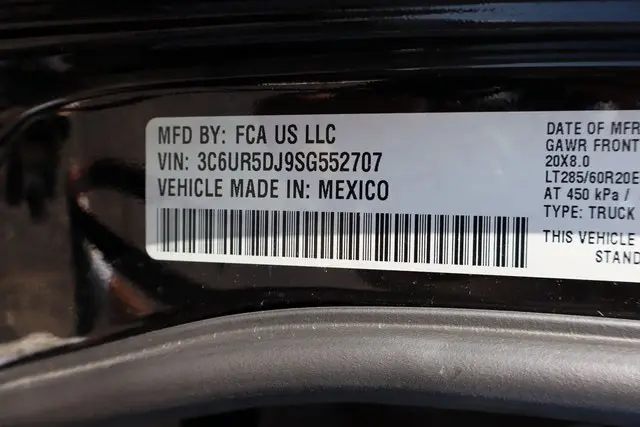 MFD BY: FCA US LLC
VIN: 3C6UR5DJ9SG552707
VEHICLE MADE IN: MEXICO
DATE OF MFR
GAWR FRONT
20X8.0
LT285/60R20E
AT 450 kPa /
TYPE: TRUCK
THIS VEHICLE
STAND